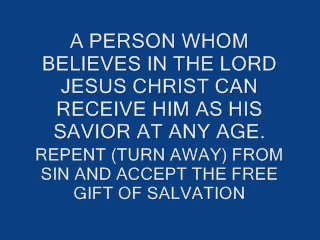 A PERSON WHOM
BELIEVES IN THE LORD
JESUS CHRIST CAN
RECEIVE HIM AS HIS
SAVIOR AT ANY AGE.
REPENT (TURN AWAY) FROM
SIN AND ACCEPT THE FREE
GIFT OF SALVATION